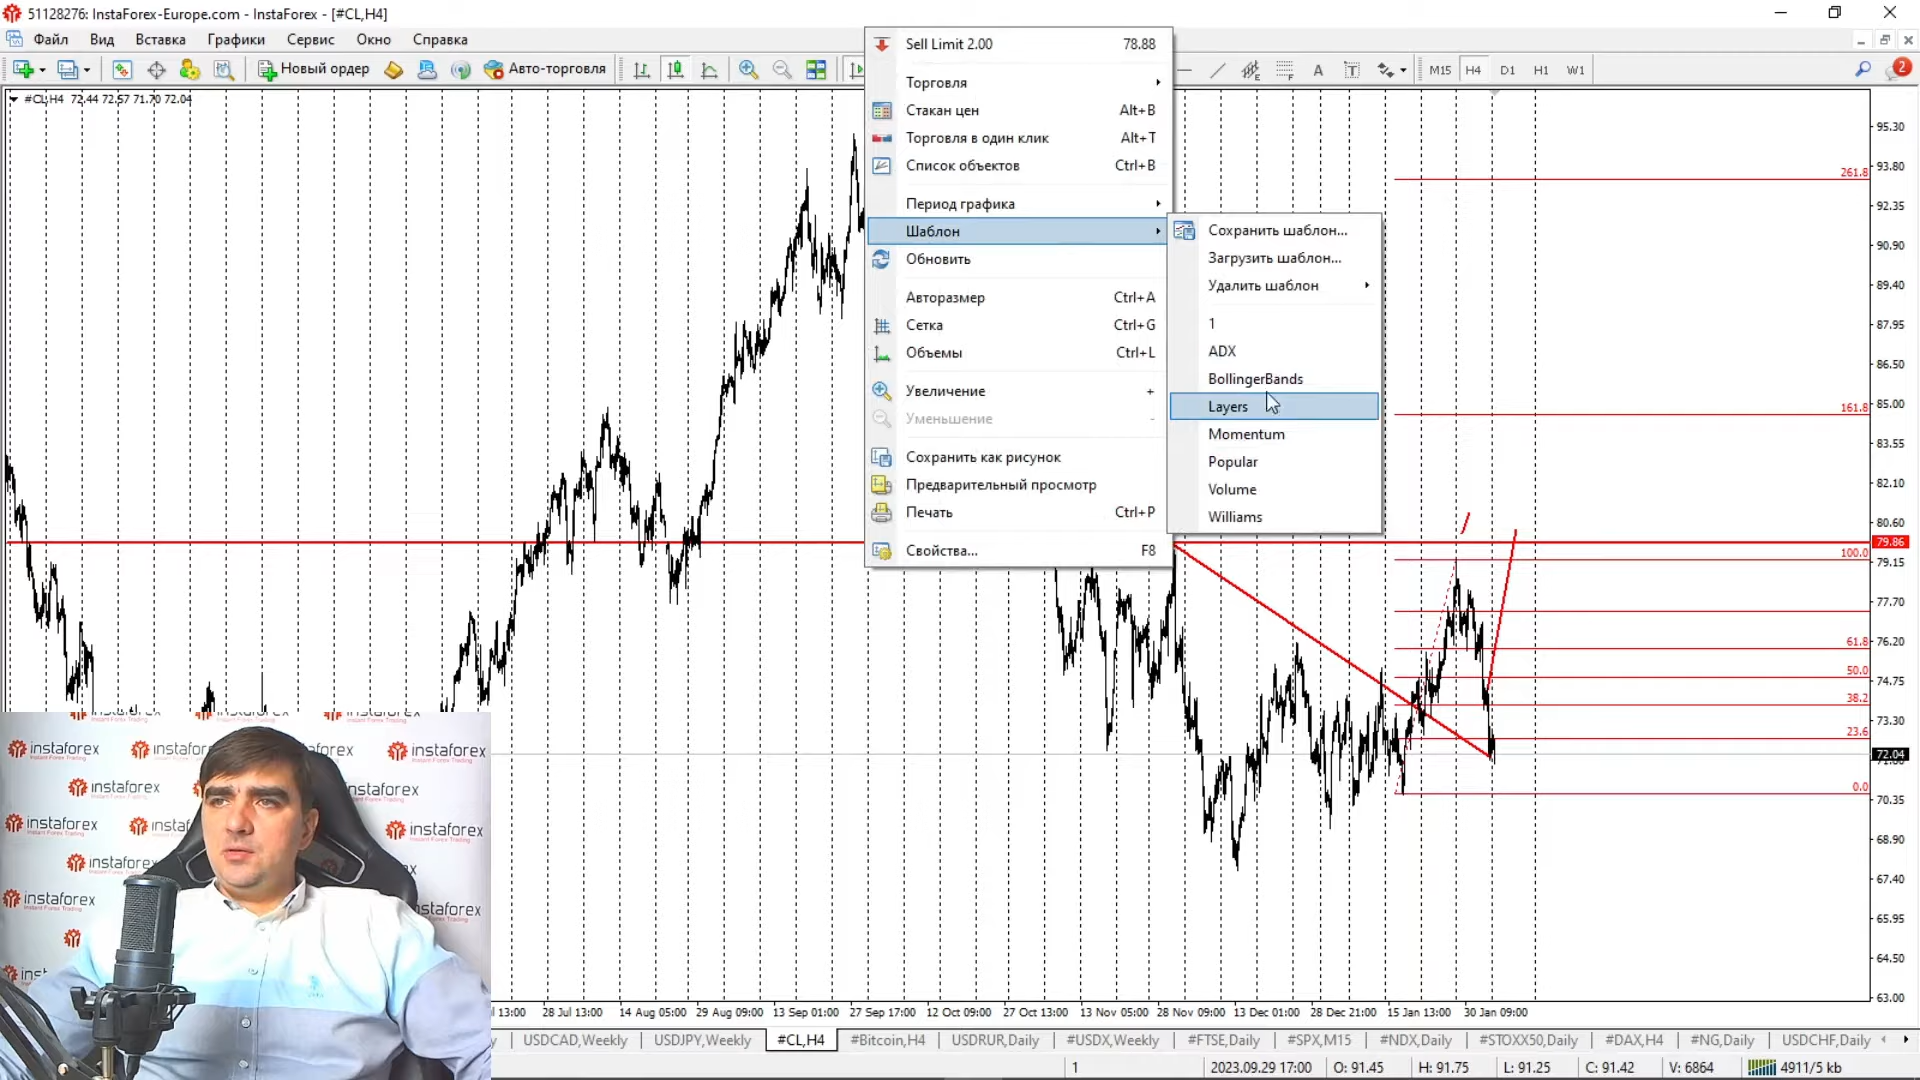 51128276: InstaForex-Europe.com - InstaForex - [#CL,H4]
Файл Вид Вставка Графики Сервис Окно Справка
Новый ордер Авто-торговля A T M15 H4 D1 H1 W1 2
#CL,H4 72.44 72.57 71.70 72.04
Sell Limit 2.00 78.88
Торговля
Стакан цен Alt+B
Торговля в один клик Alt+T
Список объектов Ctrl+B
Период графика
Шаблон
Обновить
Авторазмер Ctrl+A
Сетка Ctrl+G
Объемы Ctrl+L
Увеличение +
Уменьшение -
Сохранить как рисунок
Предварительный просмотр
Печать Ctrl+P
Свойства... F8
Сохранить шаблон...
Загрузить шаблон...
Удалить шаблон
1
ADX
BollingerBands
Layers
Momentum
Popular
Volume
Williams
261.8
161.8
100.0
61.8
50.0
38.2
23.6
0.0
95.30
93.80
92.35
90.90
89.40
87.95
86.50
85.00
83.55
82.10
80.60
79.86
79.15
77.70
76.20
74.75
73.30
72.04
70.35
68.90
67.40
65.95
64.50
63.00
instaforex
Instant Forex Trading
13:00 28 Jul 13:00 14 Aug 05:00 29 Aug 09:00 13 Sep 01:00 27 Sep 17:00 12 Oct 09:00 27 Oct 13:00 13 Nov 05:00 28 Nov 09:00 13 Dec 01:00 28 Dec 21:00 15 Jan 13:00 30 Jan 09:00
USDCAD,Weekly USDJPY,Weekly #CL,H4 #Bitcoin,H4 USDRUR,Daily #USDX,Weekly #FTSE,Daily #SPX,M15 #NDX,Daily #STOXX50,Daily #DAX,H4 #NG,Daily USDCHF,Daily
1 2023.09.29 17:00 O: 91.45 H: 91.75 L: 91.25 C: 91.42 V: 6864 4911/5 kb